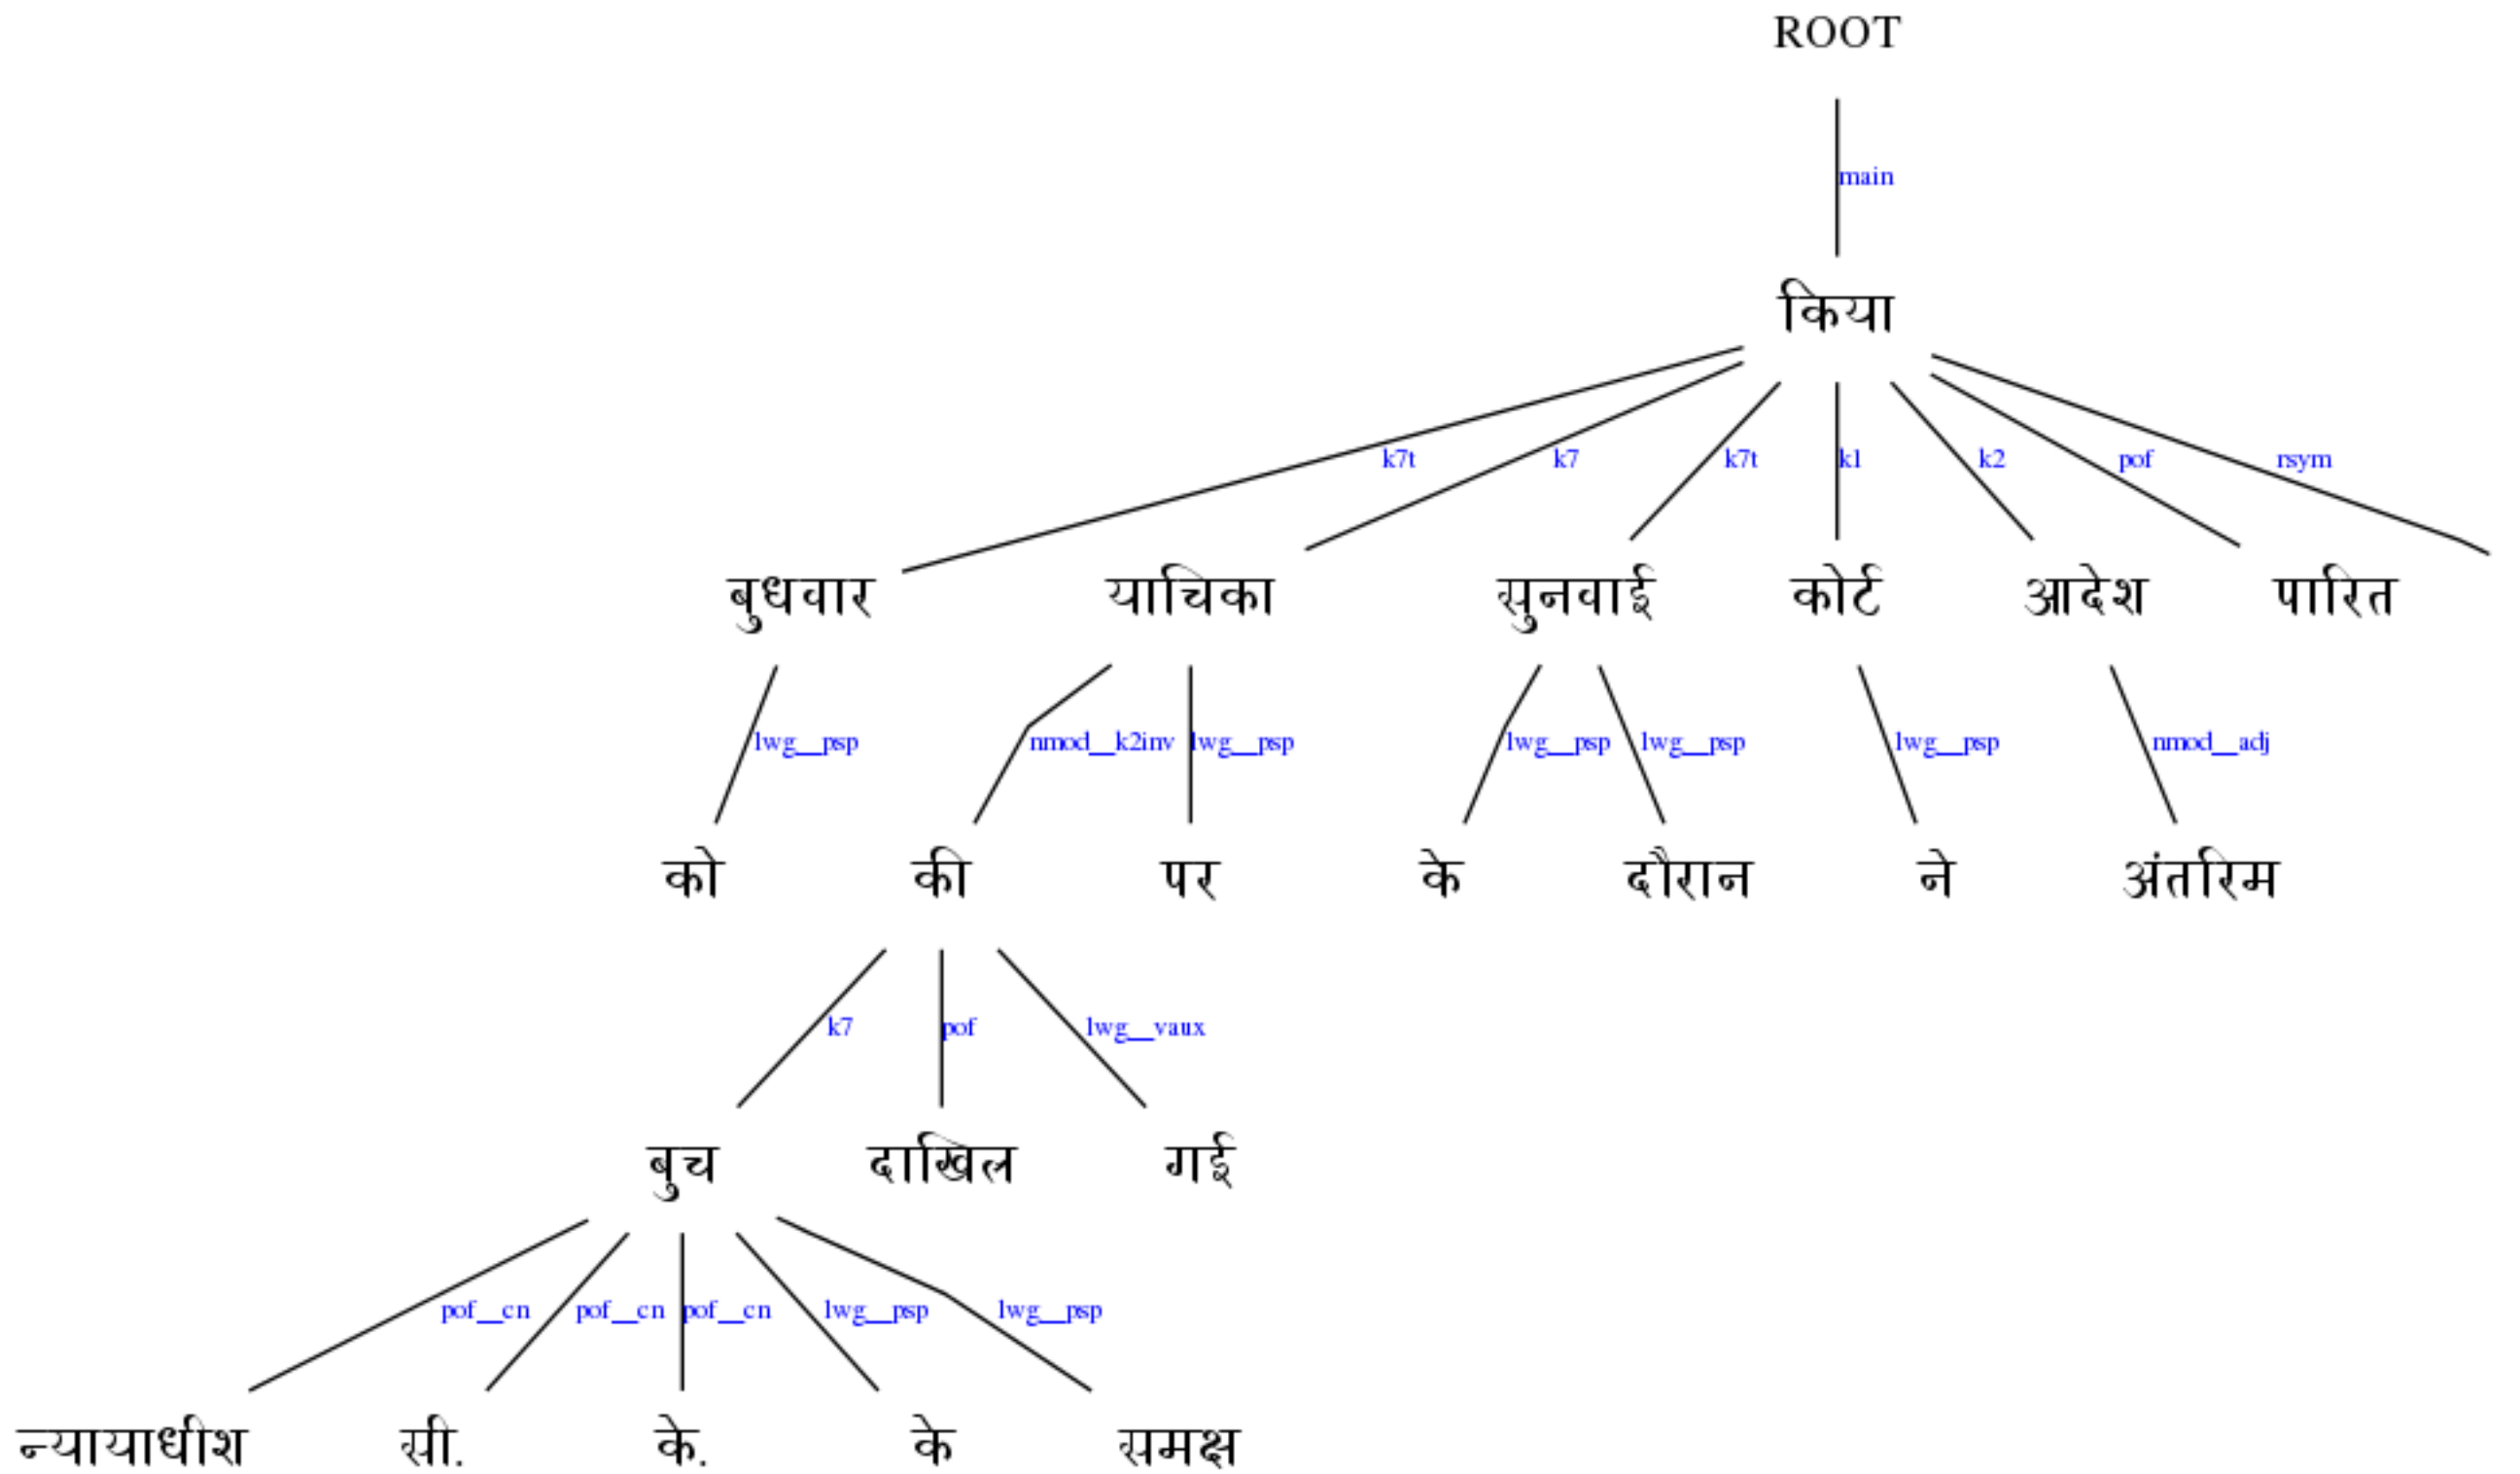 ROOT
main
किया
k7t k7 k7t k1 k2 pof rsym
बुधवार याचिका सुनवाई कोर्ट आदेश पारित
lwg__psp nmod__k2inv lwg__psp lwg__psp lwg__psp lwg__psp nmod__adj
को की पर के दौरान ने अंतरिम
k7 pof lwg__vaux
बुच दाखिल गई
pof__cn pof__cn pof__cn lwg__psp lwg__psp
न्यायाधीश सी. के. के समक्ष